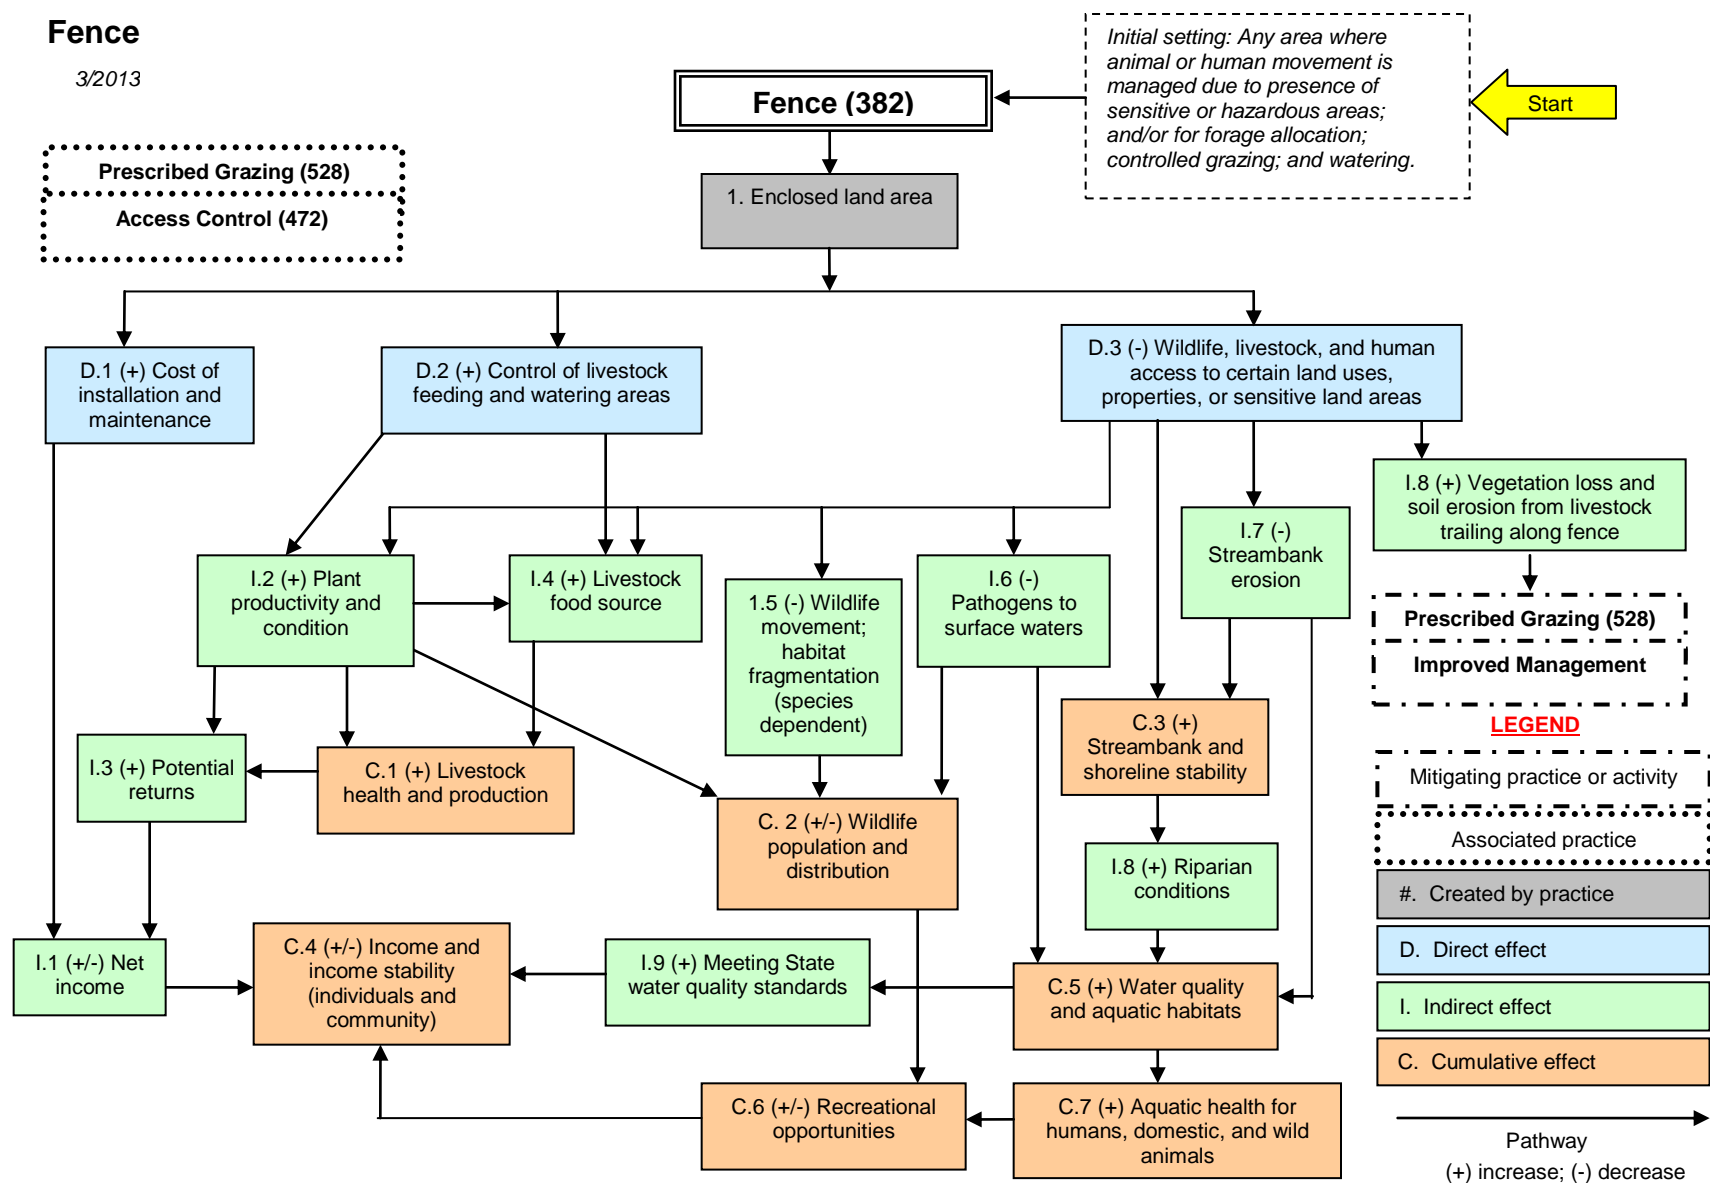 Fence
3/2013
Fence (382)
Initial setting: Any area where
animal or human movement is
managed due to presence of
sensitive or hazardous areas;
and/or for forage allocation;
controlled grazing; and watering.
Start
Prescribed Grazing (528)
Access Control (472)
1. Enclosed land area
D.1 (+) Cost of
installation and
maintenance
D.2 (+) Control of livestock
feeding and watering areas
D.3 (-) Wildlife, livestock, and human
access to certain land uses,
properties, or sensitive land areas
I.8 (+) Vegetation loss and
soil erosion from livestock
trailing along fence
I.7 (-)
Streambank
erosion
I.2 (+) Plant
productivity and
condition
I.4 (+) Livestock
food source
1.5 (-) Wildlife
movement;
habitat
fragmentation
(species
dependent)
I.6 (-)
Pathogens to
surface waters
Prescribed Grazing (528)
Improved Management
I.3 (+) Potential
returns
C.1 (+) Livestock
health and production
C. 2 (+/-) Wildlife
population and
distribution
C.3 (+)
Streambank and
shoreline stability
I.8 (+) Riparian
conditions
I.1 (+/-) Net
income
C.4 (+/-) Income and
income stability
(individuals and
community)
I.9 (+) Meeting State
water quality standards
C.5 (+) Water quality
and aquatic habitats
C.6 (+/-) Recreational
opportunities
C.7 (+) Aquatic health for
humans, domestic, and wild
animals
LEGEND
Mitigating practice or activity
Associated practice
#. Created by practice
D. Direct effect
I. Indirect effect
C. Cumulative effect
Pathway
(+) increase; (-) decrease